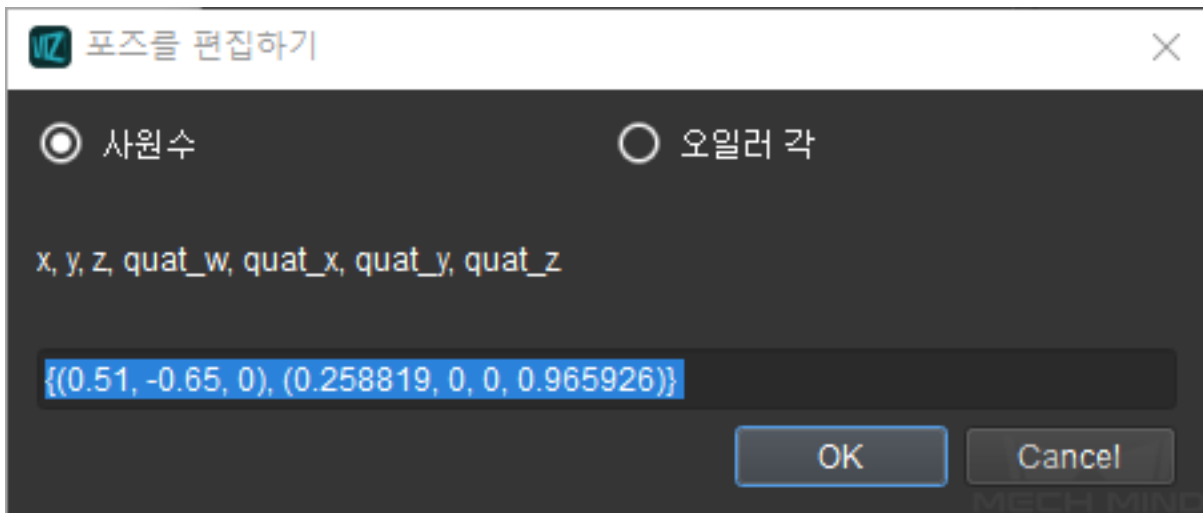 VIZ 포즈를 편집하기
사원수 오일러 각
x, y, z, quat_w, quat_x, quat_y, quat_z
{(0.51, -0.65, 0), (0.258819, 0, 0, 0.965926)}
OK Cancel
MECH MIND